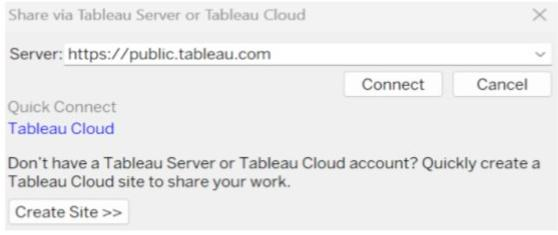 Share via Tableau Server or Tableau Cloud
Server: https://public.tableau.com
Connect Cancel
Quick Connect
Tableau Cloud
Don't have a Tableau Server or Tableau Cloud account? Quickly create a
Tableau Cloud site to share your work.
Create Site >>